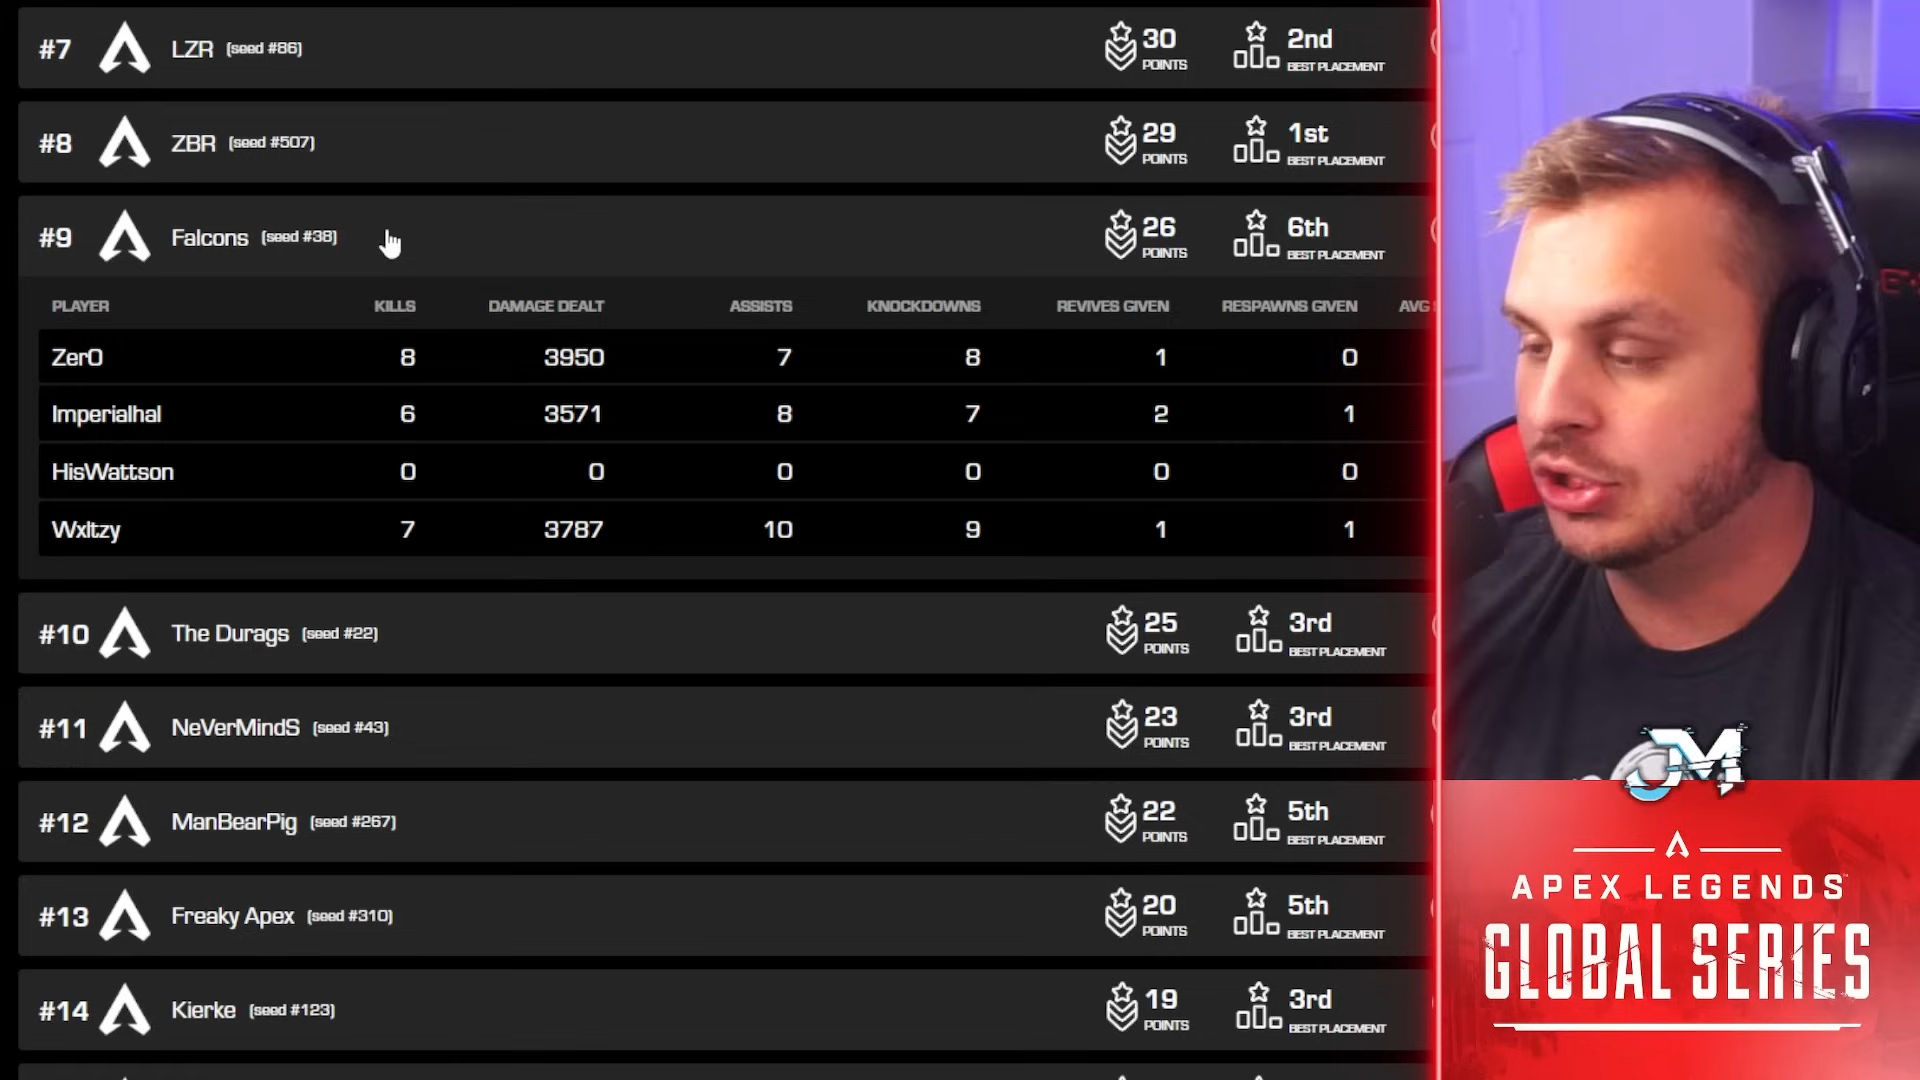 #7 LZR (seed #86) 30 POINTS 2nd BEST PLACEMENT
#8 ZBR (seed #507) 29 POINTS 1st BEST PLACEMENT
#9 Falcons (seed #38) 26 POINTS 6th BEST PLACEMENT
PLAYER KILLS DAMAGE DEALT ASSISTS KNOCKDOWNS REVIVES GIVEN RESPAWNS GIVEN AVG
Zer0 8 3950 7 8 1 0
Imperialhal 6 3571 8 7 2 1
HisWattson 0 0 0 0 0 0
Wxltzy 7 3787 10 9 1 1
#10 The Durags (seed #22) 25 POINTS 3rd BEST PLACEMENT
#11 NeVerMindS (seed #43) 23 POINTS 3rd BEST PLACEMENT
#12 ManBearPig (seed #267) 22 POINTS 5th BEST PLACEMENT
#13 Freaky Apex (seed #310) 20 POINTS 5th BEST PLACEMENT
#14 Kierke (seed #123) 19 POINTS 3rd BEST PLACEMENT
JM
APEX LEGENDS
GLOBAL SERIES